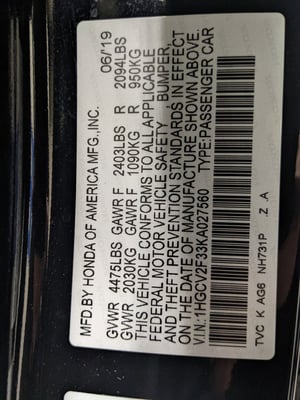 MFD.BY HONDA OF AMERICA MFG.,INC. 06/19
GVWR 4475LBS GAWR F 2403LBS R 2094LBS
GVWR 2030KG GAWR F 1090KG R 950KG
THIS VEHICLE CONFORMS TO ALL APPLICABLE
FEDERAL MOTOR VEHICLE SAFETY, BUMPER,
AND THEFT PREVENTION STANDARDS IN EFFECT
ON THE DATE OF MANUFACTURE SHOWN ABOVE.
V.I.N.:1HGCV2F33KA027560 TYPE:PASSENGER CAR
TVC K AG6 NH731P . Z A